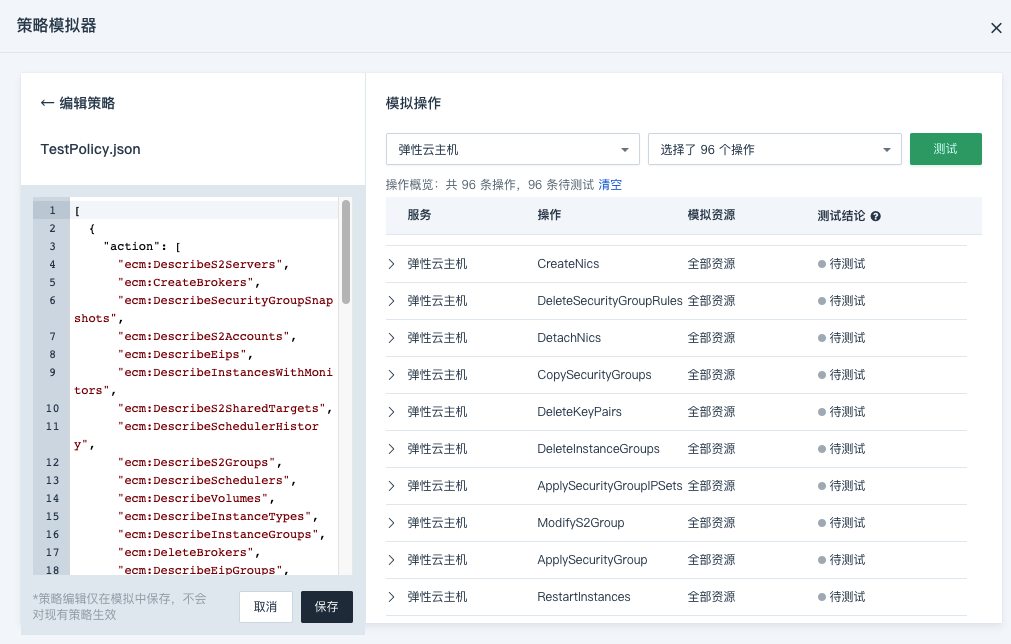 策略模拟器
← 编辑策略
TestPolicy.json
1 [
2 {
3 "action": [
4 "ecm:DescribeS2Servers",
5 "ecm:CreateBrokers",
6 "ecm:DescribeSecurityGroupSnap
shots",
7 "ecm:DescribeS2Accounts",
8 "ecm:DescribeEips",
9 "ecm:DescribeInstancesWithMoni
tors",
10 "ecm:DescribeS2SharedTargets",
11 "ecm:DescribeSchedulerHistor
y",
12 "ecm:DescribeS2Groups",
13 "ecm:DescribeSchedulers",
14 "ecm:DescribeVolumes",
15 "ecm:DescribeInstanceTypes",
16 "ecm:DescribeInstanceGroups",
17 "ecm:DeleteBrokers",
18 "ecm:DescribeEipGroups",
*策略编辑仅在模拟中保存，不会
对现有策略生效
取消 保存
模拟操作
弹性云主机 选择了 96 个操作 测试
操作概览：共 96 条操作，96 条待测试 清空
服务 操作 模拟资源 测试结论 ?
弹性云主机 CreateNics 全部资源 待测试
弹性云主机 DeleteSecurityGroupRules 全部资源 待测试
弹性云主机 DetachNics 全部资源 待测试
弹性云主机 CopySecurityGroups 全部资源 待测试
弹性云主机 DeleteKeyPairs 全部资源 待测试
弹性云主机 DeleteInstanceGroups 全部资源 待测试
弹性云主机 ApplySecurityGroupIPSets 全部资源 待测试
弹性云主机 ModifyS2Group 全部资源 待测试
弹性云主机 ApplySecurityGroup 全部资源 待测试
弹性云主机 RestartInstances 全部资源 待测试